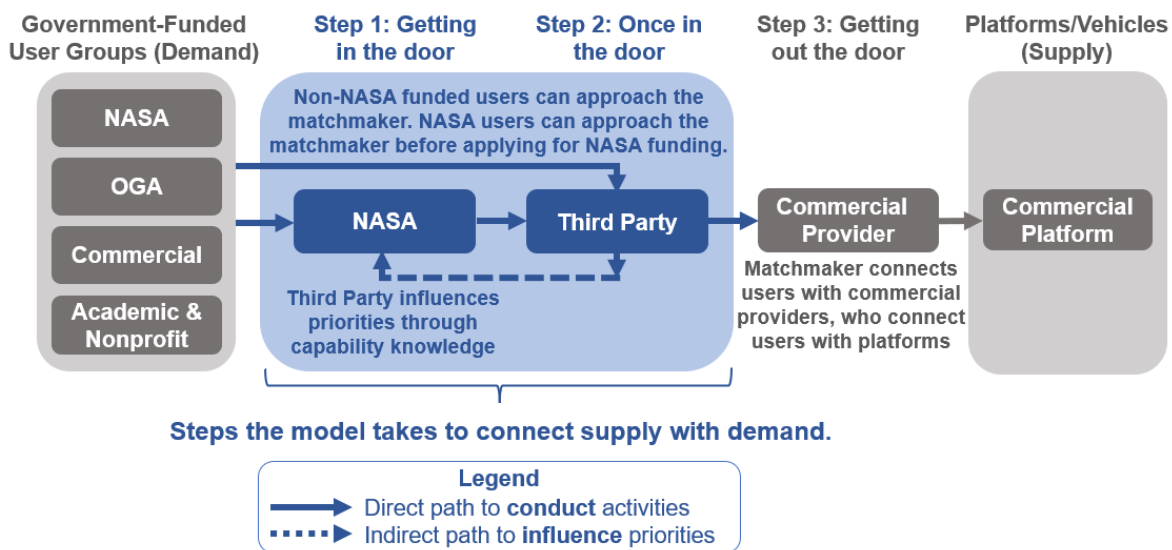 Government-Funded
User Groups (Demand)
Step 1: Getting
in the door
Step 2: Once in
the door
Step 3: Getting
out the door
Platforms/Vehicles
(Supply)
NASA
OGA
Commercial
Academic &
Nonprofit
Non-NASA funded users can approach the
matchmaker. NASA users can approach the
matchmaker before applying for NASA funding.
NASA
Third Party
Third Party influences
priorities through
capability knowledge
Commercial
Provider
Matchmaker connects
users with commercial
providers, who connect
users with platforms
Commercial
Platform
Steps the model takes to connect supply with demand.
Legend
Direct path to conduct activities
Indirect path to influence priorities